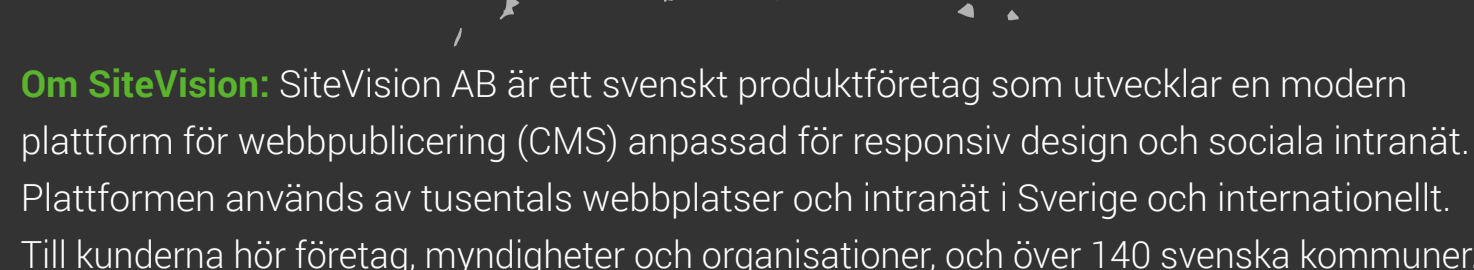 Om SiteVision: SiteVision AB är ett svenskt produktföretag som utvecklar en modern
plattform för webbpublicering (CMS) anpassad för responsiv design och sociala intranät.
Plattformen används av tusentals webbplatser och intranät i Sverige och internationellt.
Till kunderna hör företag, myndigheter och organisationer, och över 140 svenska kommuner